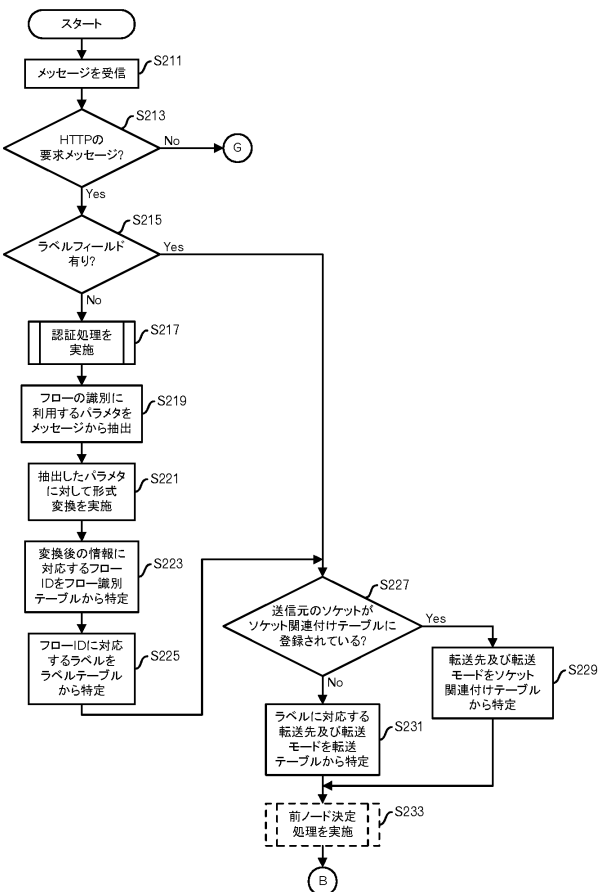 スタート
メッセージを受信
S211
HTTPの
要求メッセージ?
S213
No
G
Yes
ラベルフィールド
有り?
S215
Yes
No
認証処理を
実施
S217
フローの識別に
利用するパラメタを
メッセージから抽出
S219
抽出したパラメタ
に対して形式
変換を実施
S221
変換後の情報に
対応するフロー
IDをフロー識別
テーブルから特定
S223
フローIDに対応
するラベルを
ラベルテーブル
から特定
S225
送信元のソケットが
ソケット関連付けテーブルに
登録されている?
S227
Yes
No
転送先及び転送
モードをソケット
関連付けテーブル
から特定
S229
ラベルに対応する
転送先及び転送
モードを転送
テーブルから特定
S231
前ノード決定
処理を実施
S233
B